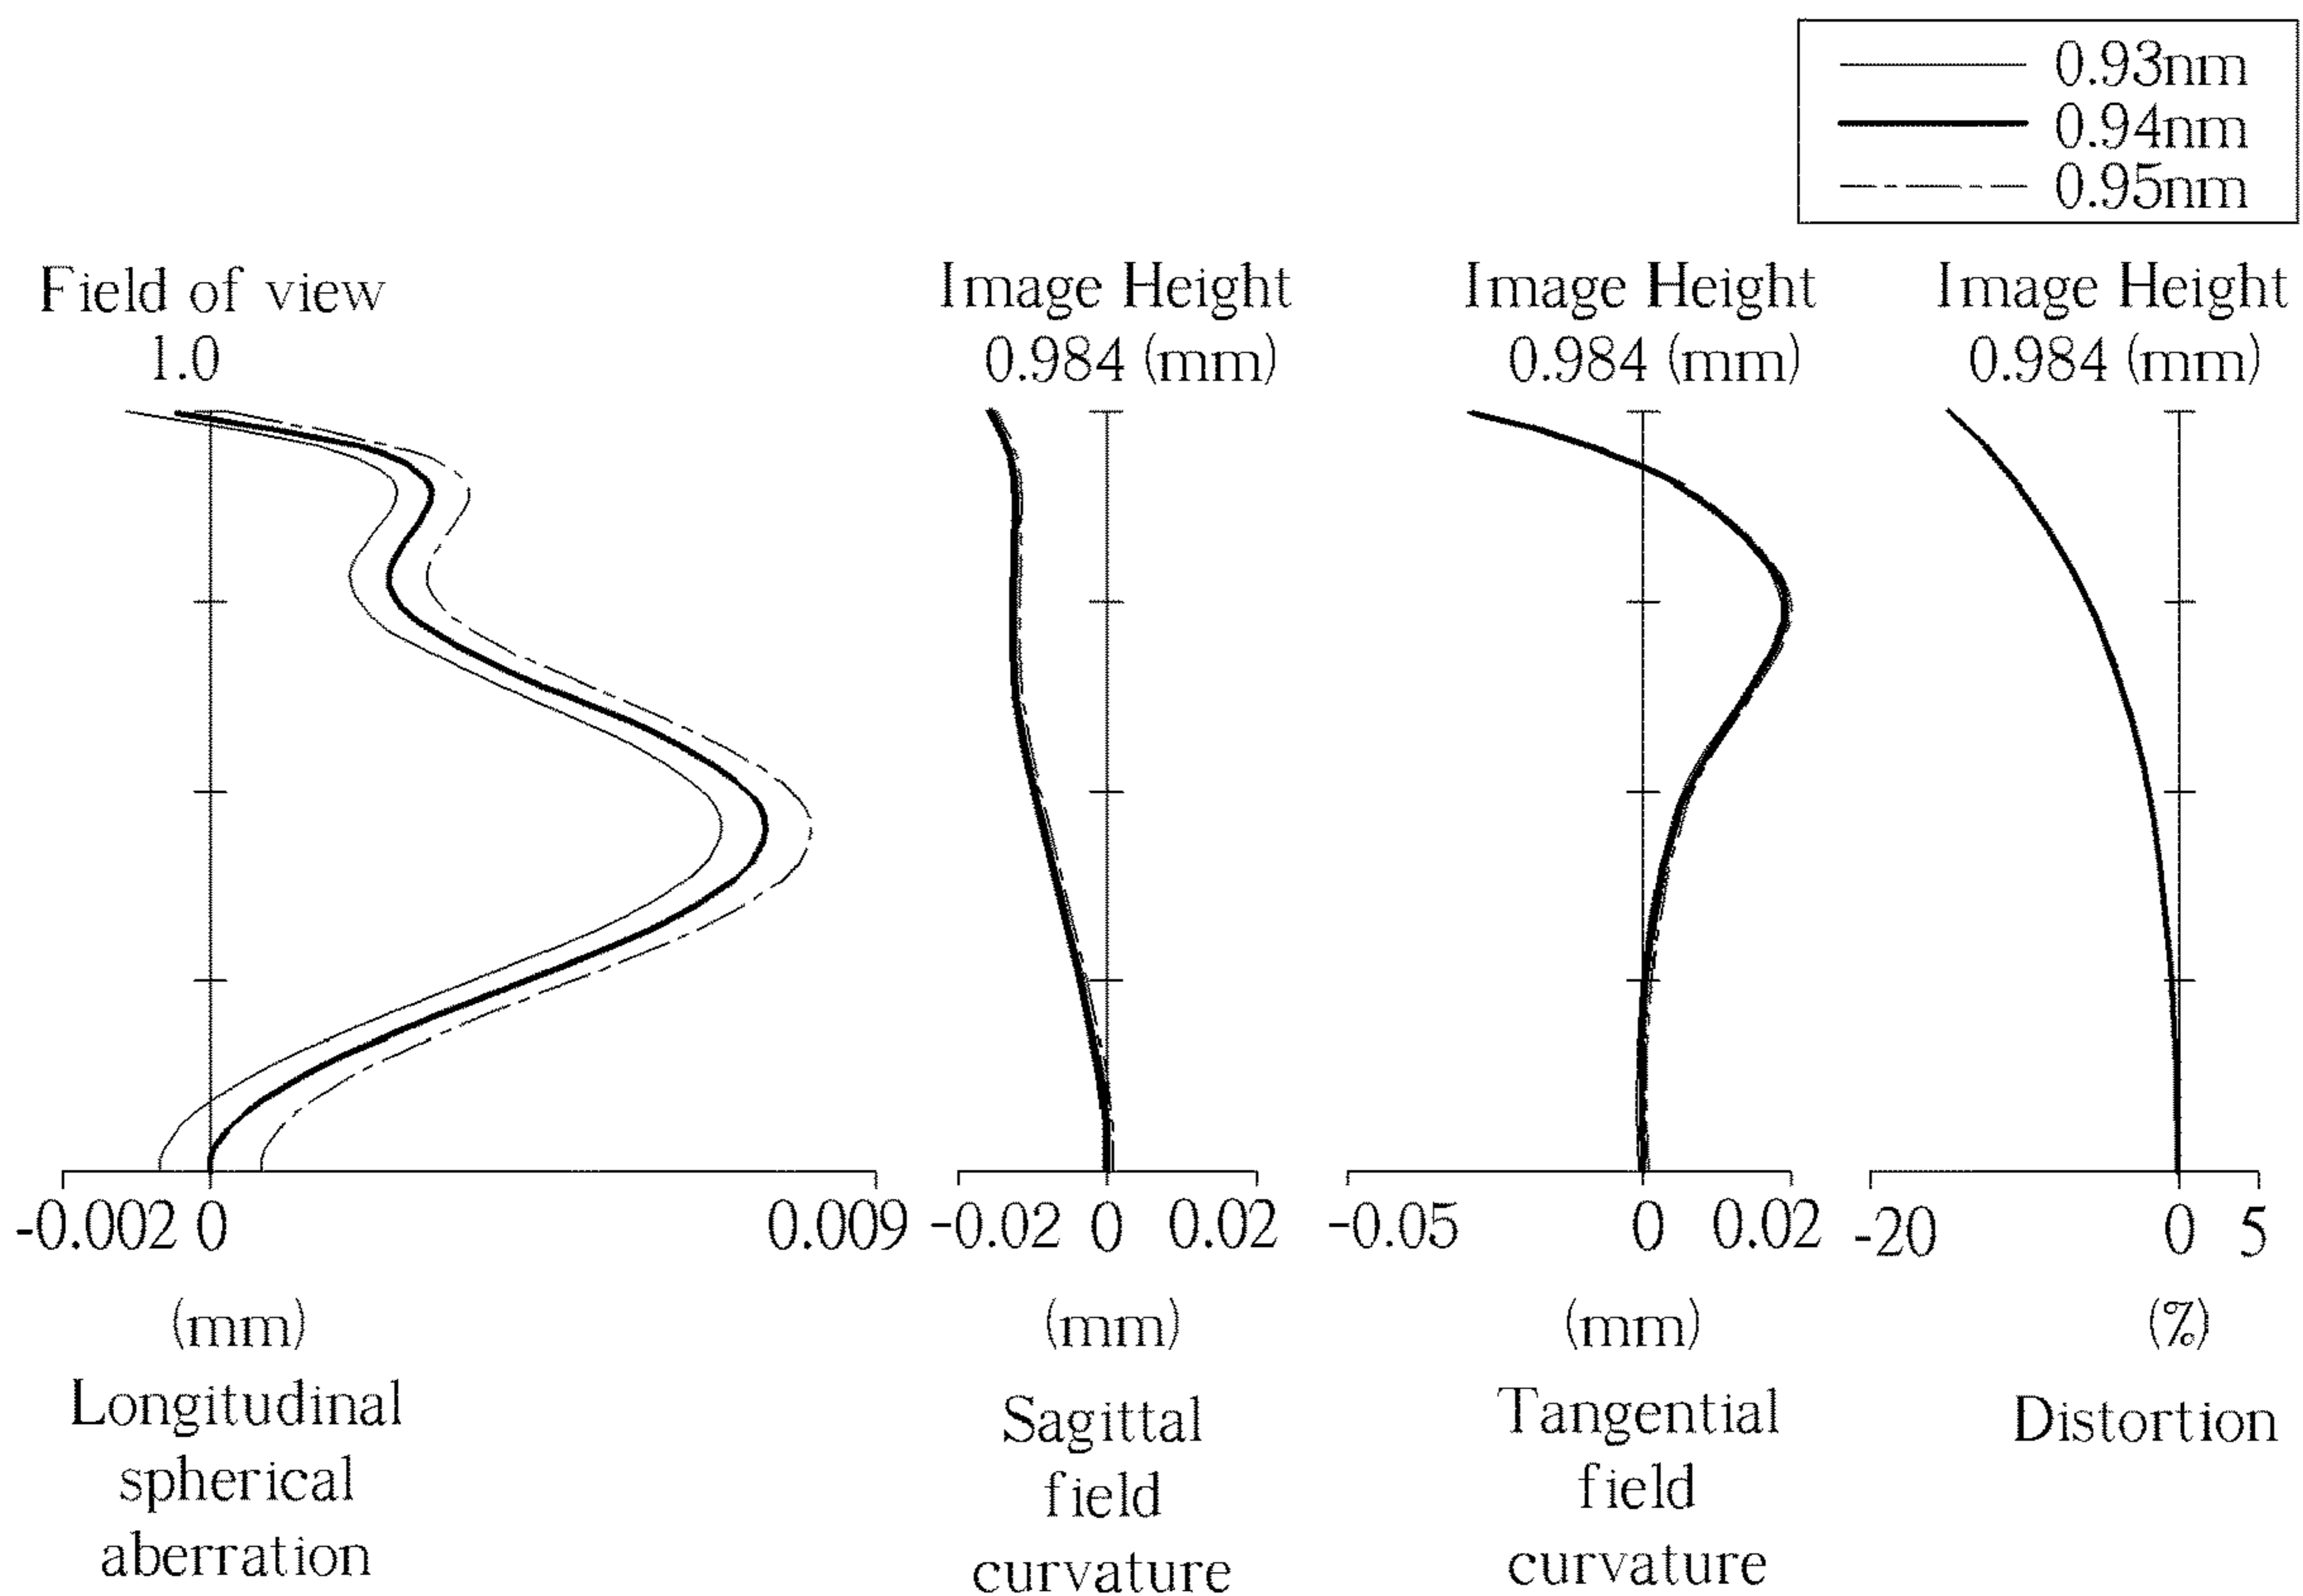 0.93nm
0.94nm
0.95nm
Field of view
1.0
Image Height
0.984 (mm)
Image Height
0.984 (mm)
Image Height
0.984 (mm)
-0.002 0 0.009
-0.02 0 0.02
-0.05 0 0.02
-20 0 5
(mm)
Longitudinal
spherical
aberration
(mm)
Sagittal
field
curvature
(mm)
Tangential
field
curvature
(%)
Distortion